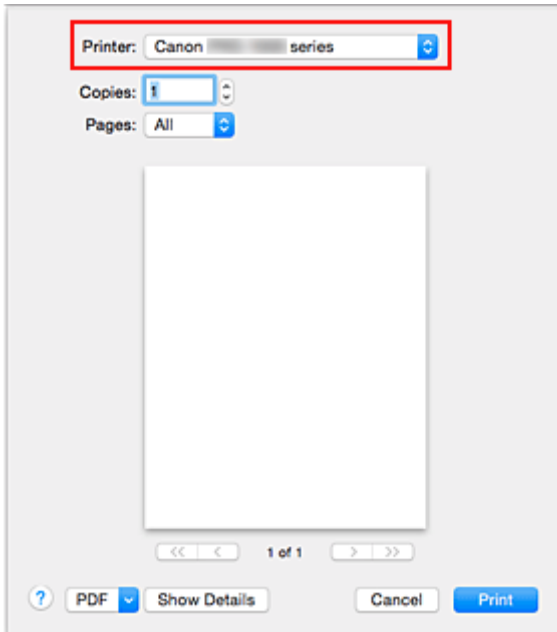 Printer: Canon series
Copies: 1
Pages: All
<< < 1 of 1 > >>
? PDF Show Details Cancel Print